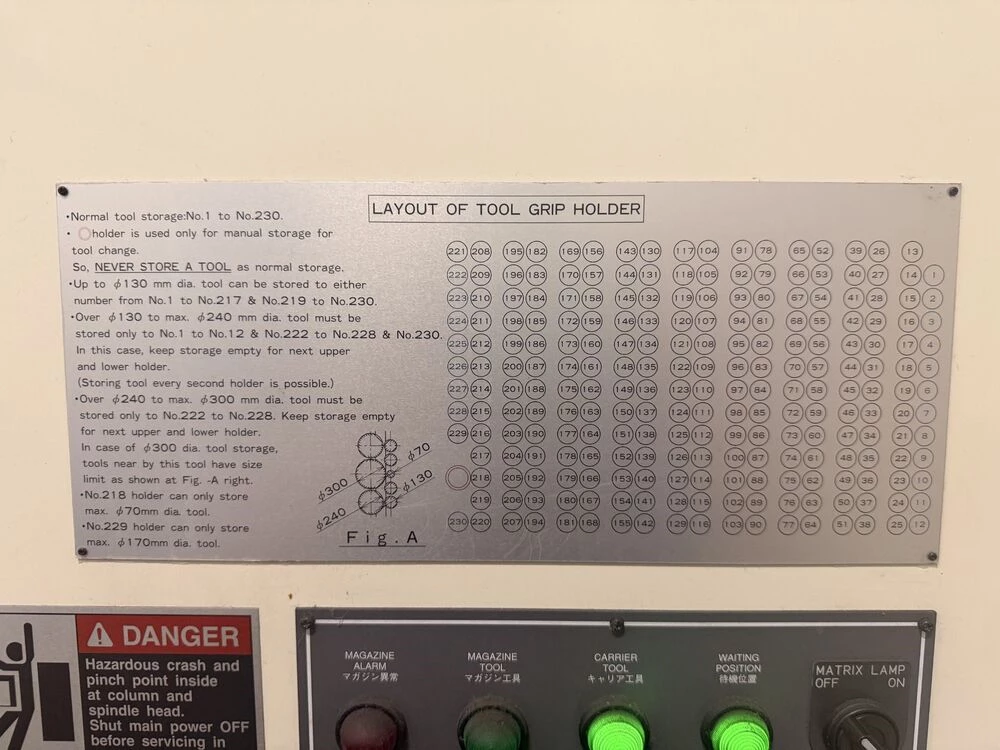 LAYOUT OF TOOL GRIP HOLDER
・Normal tool storage:No.1 to No.230.
・ holder is used only for manual storage for
tool change.
So, NEVER STORE A TOOL as normal storage.
・Up to φ130 mm dia. tool can be stored to either
number from No.1 to No.217 & No.219 to No.230.
・Over φ130 to max. φ240 mm dia. tool must be
stored only to No.1 to No.12 & No.222 to No.228 & No.230.
In this case, keep storage empty for next upper
and lower holder.
(Storing tool every second holder is possible.)
・Over φ240 to max. φ300 mm dia. tool must be
stored only to No.222 to No.228. Keep storage empty
for next upper and lower holder.
In case of φ300 dia. tool storage,
tools near by this tool have size
limit as shown at Fig. -A right.
・No.218 holder can only store
max. φ70mm dia. tool.
・No.229 holder can only store
max. φ170mm dia. tool.
φ70
φ130
φ300
φ240
Fig.A
221 208 195 182 169 156 143 130 117 104 91 78 65 52 39 26 13
222 209 196 183 170 157 144 131 118 105 92 79 66 53 40 27 14 1
223 210 197 184 171 158 145 132 119 106 93 80 67 54 41 28 15 2
224 211 198 185 172 159 146 133 120 107 94 81 68 55 42 29 16 3
225 212 199 186 173 160 147 134 121 108 95 82 69 56 43 30 17 4
226 213 200 187 174 161 148 135 122 109 96 83 70 57 44 31 18 5
227 214 201 188 175 162 149 136 123 110 97 84 71 58 45 32 19 6
228 215 202 189 176 163 150 137 124 111 98 85 72 59 46 33 20 7
229 216 203 190 177 164 151 138 125 112 99 86 73 60 47 34 21 8
217 204 191 178 165 152 139 126 113 100 87 74 61 48 35 22 9
218 205 192 179 166 153 140 127 114 101 88 75 62 49 36 23 10
219 206 193 180 167 154 141 128 115 102 89 76 63 50 37 24 11
230 220 207 194 181 168 155 142 129 116 103 90 77 64 51 38 25 12
DANGER
Hazardous crash and
pinch point inside
at column and
spindle head.
Shut main power OFF
before servicing in
MAGAZINE
ALARM
マガジン異常
MAGAZINE
TOOL
マガジン工具
CARRIER
TOOL
キャリア工具
WAITING
POSITION
待機位置
MATRIX LAMP
OFF ON